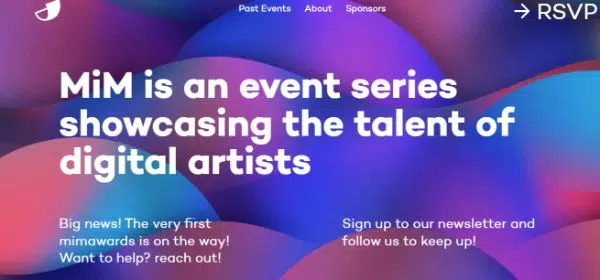 Past Events About Sponsors → RSVP
MiM is an event series
showcasing the talent of
digital artists
Big news! The very first
mimawards is on the way!
Want to help? reach out!
Sign up to our newsletter and
follow us to keep up!